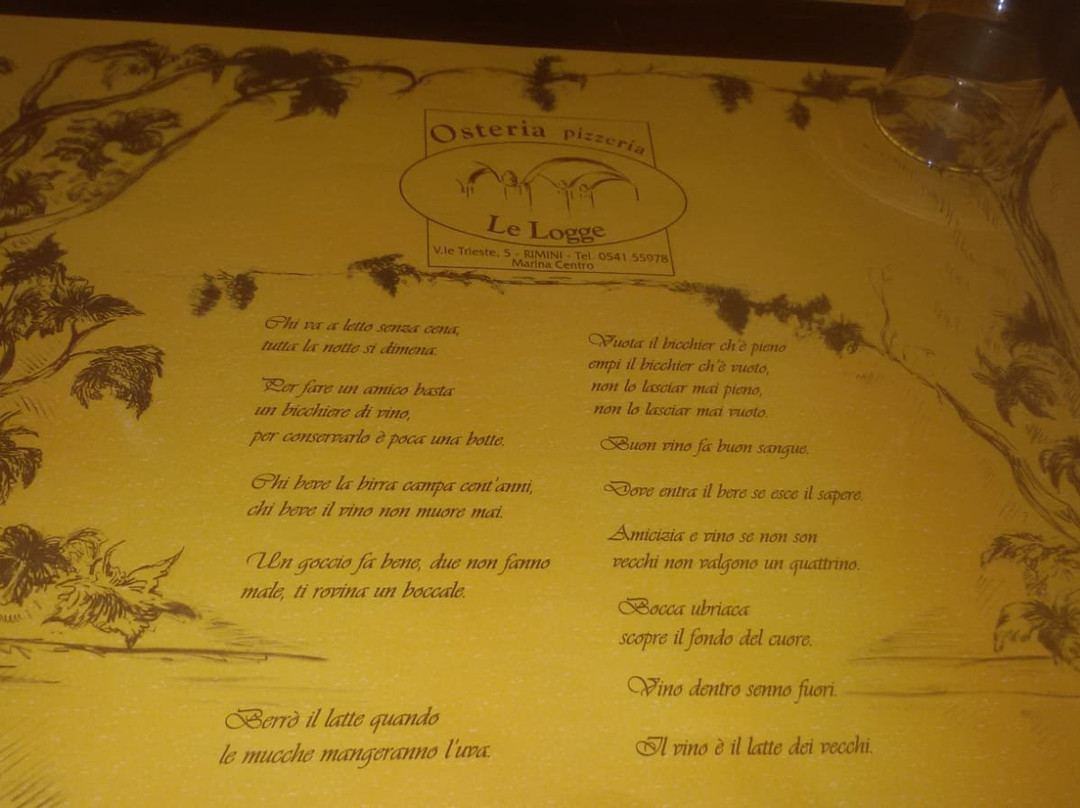 Osteria pizzeria
Le Logge
V.le Trieste, 5 - RIMINI - Tel. 0541.55978
Marina Centro
Chi va a letto senza cena,
tutta la notte si dimena.
Per fare un amico basta
un bicchiere di vino,
per conservarlo è poca una botte.
Chi beve la birra campa cent'anni,
chi beve il vino non muore mai.
Un goccio fa bene, due non fanno
male, ti rovina un boccale.
Berrò il latte quando
le mucche mangeranno l'uva.
Vuota il bicchier ch'è pieno
empi il bicchier ch'è vuoto,
non lo lasciar mai pieno,
non lo lasciar mai vuoto.
Buon vino fa buon sangue.
Dove entra il bere se esce il sapere.
Amicizia e vino se non son
vecchi non valgono un quattrino.
Bocca ubriaca
scopre il fondo del cuore.
Vino dentro senno fuori.
Il vino è il latte dei vecchi.